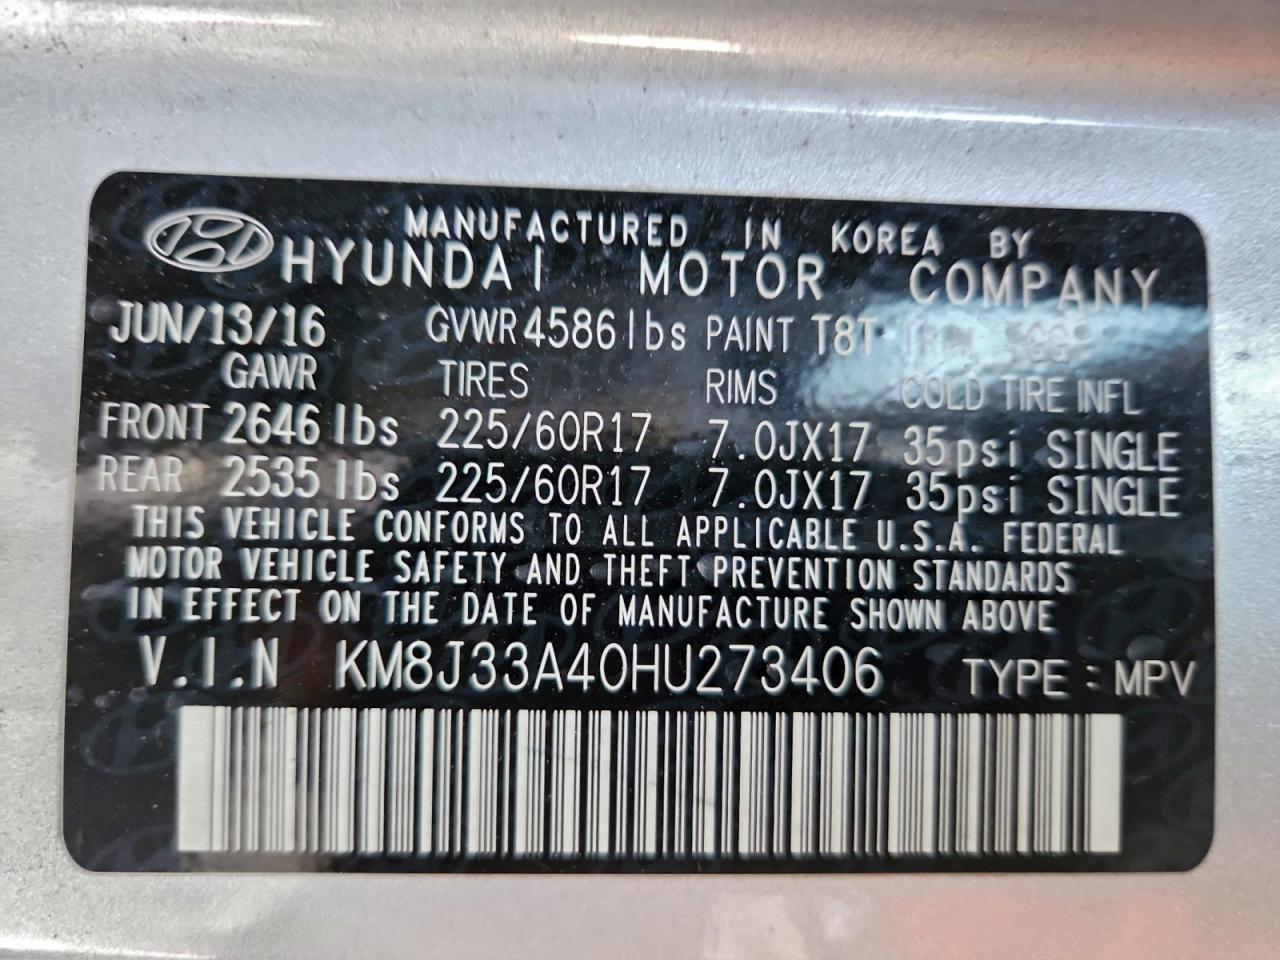 MANUFACTURED IN KOREA BY
HYUNDAI MOTOR COMPANY
JUN/13/16 GVWR 4586 lbs PAINT T8T
GAWR TIRES RIMS COLD TIRE INFL
FRONT 2646 lbs 225/60R17 7.0JX17 35psi SINGLE
REAR 2535 lbs 225/60R17 7.0JX17 35psi SINGLE
THIS VEHICLE CONFORMS TO ALL APPLICABLE U.S.A. FEDERAL
MOTOR VEHICLE SAFETY AND THEFT PREVENTION STANDARDS
IN EFFECT ON THE DATE OF MANUFACTURE SHOWN ABOVE
V.I.N KM8J33A40HU273406 TYPE : MPV